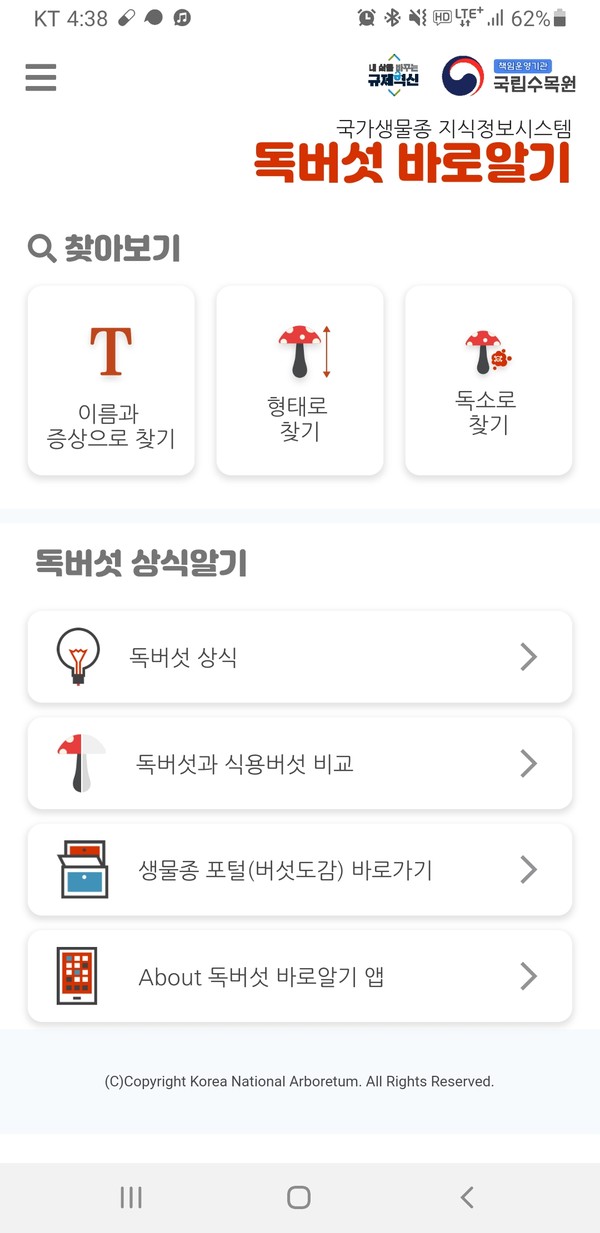 KT 4:38
HD LTE+ 62%
내 삶을 바꾸는
규제혁신
책임운영기관
국립수목원
국가생물종 지식정보시스템
독버섯 바로알기
찾아보기
T
이름과
증상으로 찾기
형태로
찾기
독소로
찾기
독버섯 상식알기
독버섯 상식
독버섯과 식용버섯 비교
생물종 포털(버섯도감) 바로가기
About 독버섯 바로알기 앱
(C)Copyright Korea National Arboretum. All Rights Reserved.